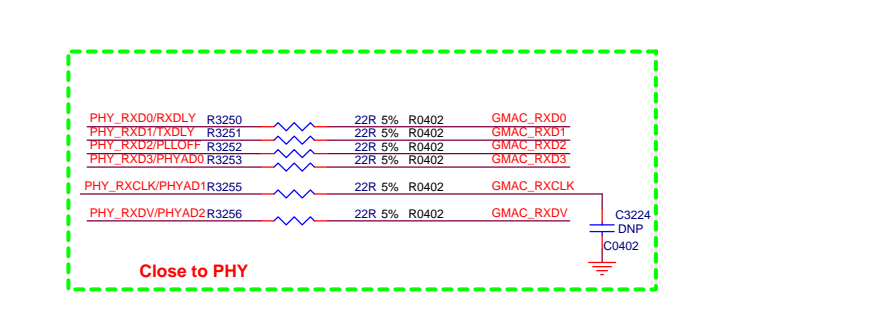 PHY_RXD0/RXDLY R3250 22R 5% R0402 GMAC_RXD0
PHY_RXD1/TXDLY R3251 22R 5% R0402 GMAC_RXD1
PHY_RXD2/PLLOFF R3252 22R 5% R0402 GMAC_RXD2
PHY_RXD3/PHYAD0 R3253 22R 5% R0402 GMAC_RXD3
PHY_RXCLK/PHYAD1 R3255 22R 5% R0402 GMAC_RXCLK
PHY_RXDV/PHYAD2 R3256 22R 5% R0402 GMAC_RXDV
C3224
DNP
C0402
Close to PHY